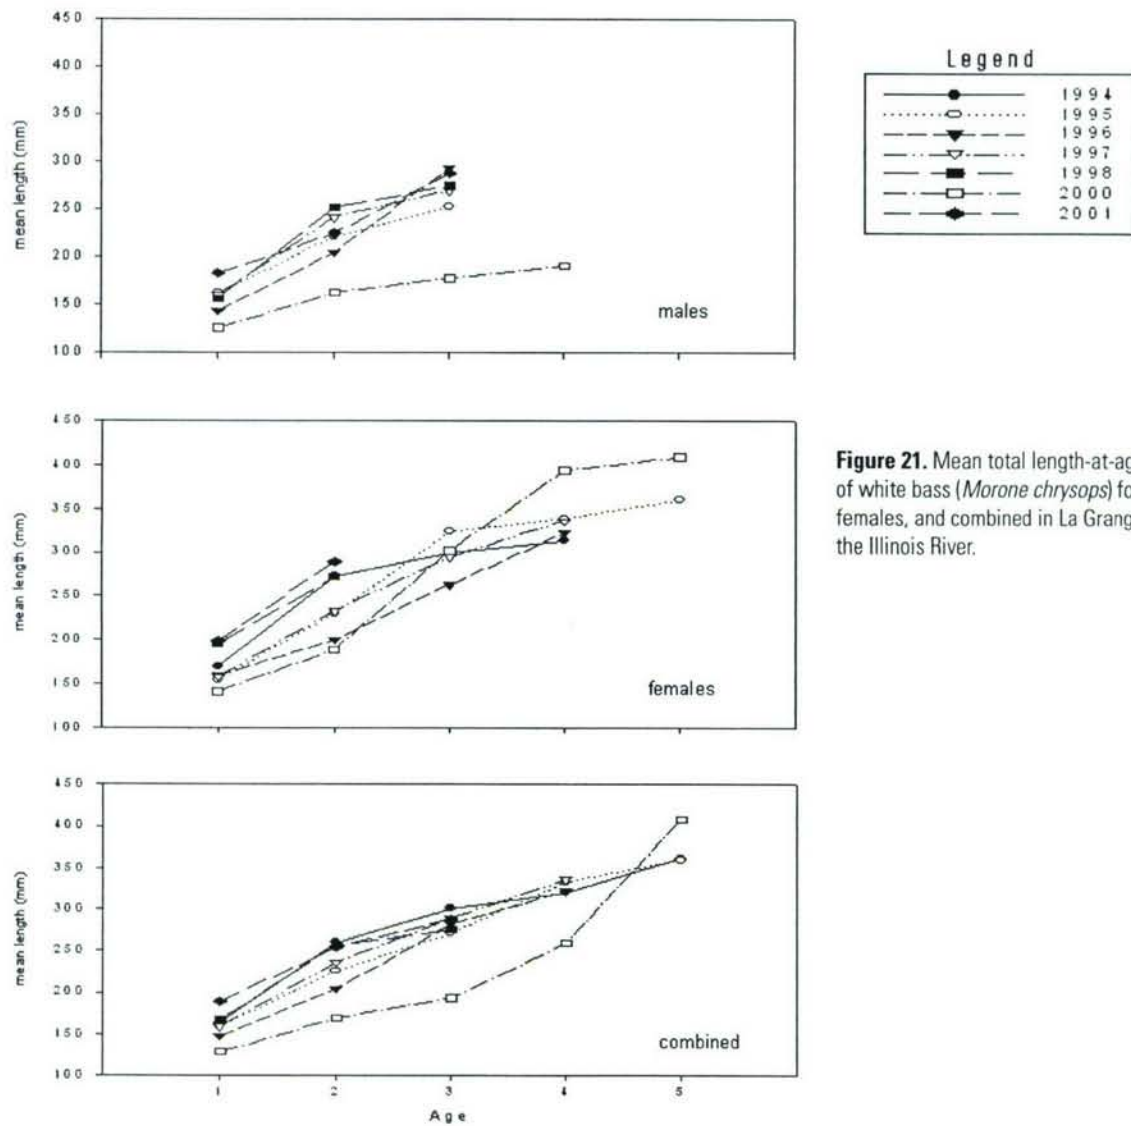 450
400
350
300
250
200
150
100
mean length (mm)
males
Legend
1994
1995
1996
1997
1998
2000
2001
450
400
350
300
250
200
150
100
mean length (mm)
females
Figure 21. Mean total length-at-ag
of white bass (Morone chrysops) fo
females, and combined in La Grang
the Illinois River.
450
400
350
300
250
200
150
100
mean length (mm)
combined
1 2 3 4 5
Age